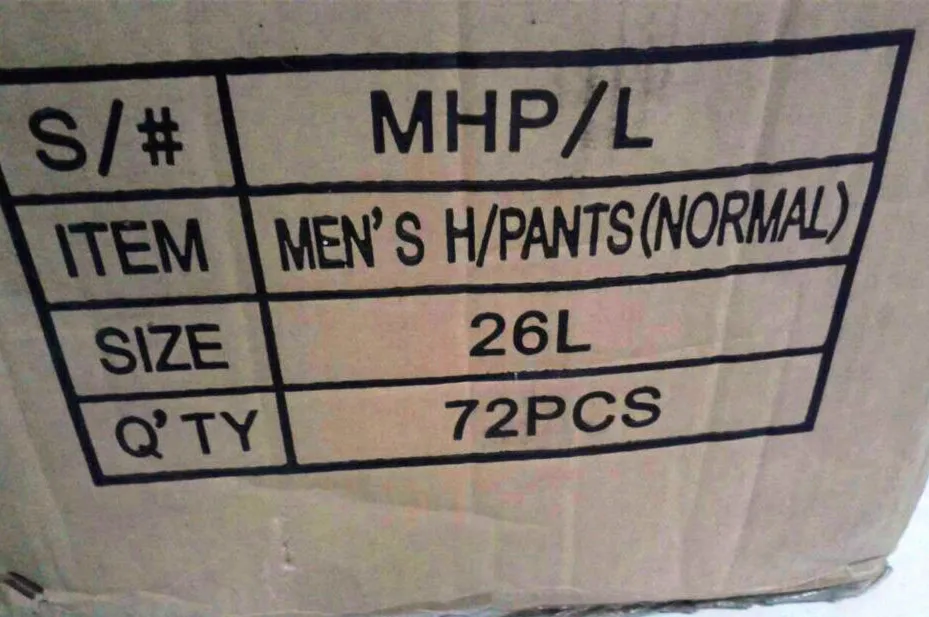 S/# MHP/L
ITEM MEN'S H/PANTS(NORMAL)
SIZE 26L
Q'TY 72PCS